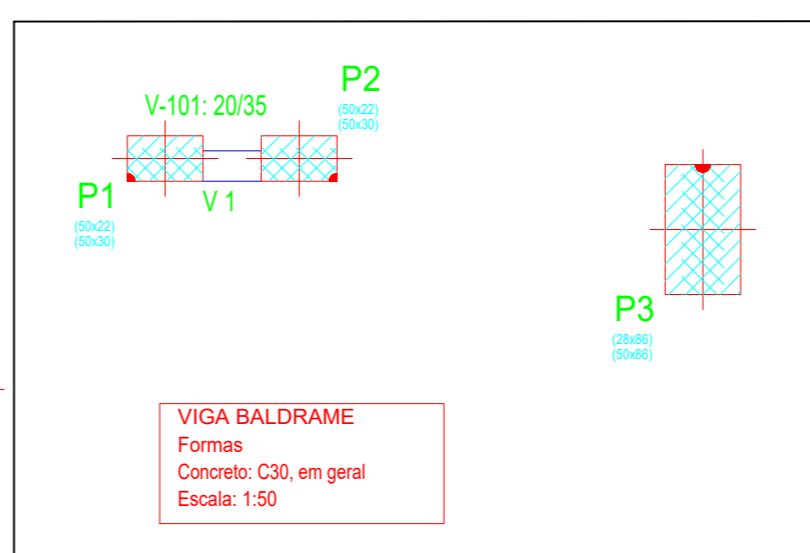 V-101: 20/35
P2
(50x22)
(50x30)
P1
(50x22)
(50x30)
V 1
P3
(28x86)
(50x86)
VIGA BALDRAME
Formas
Concreto: C30, em geral
Escala: 1:50